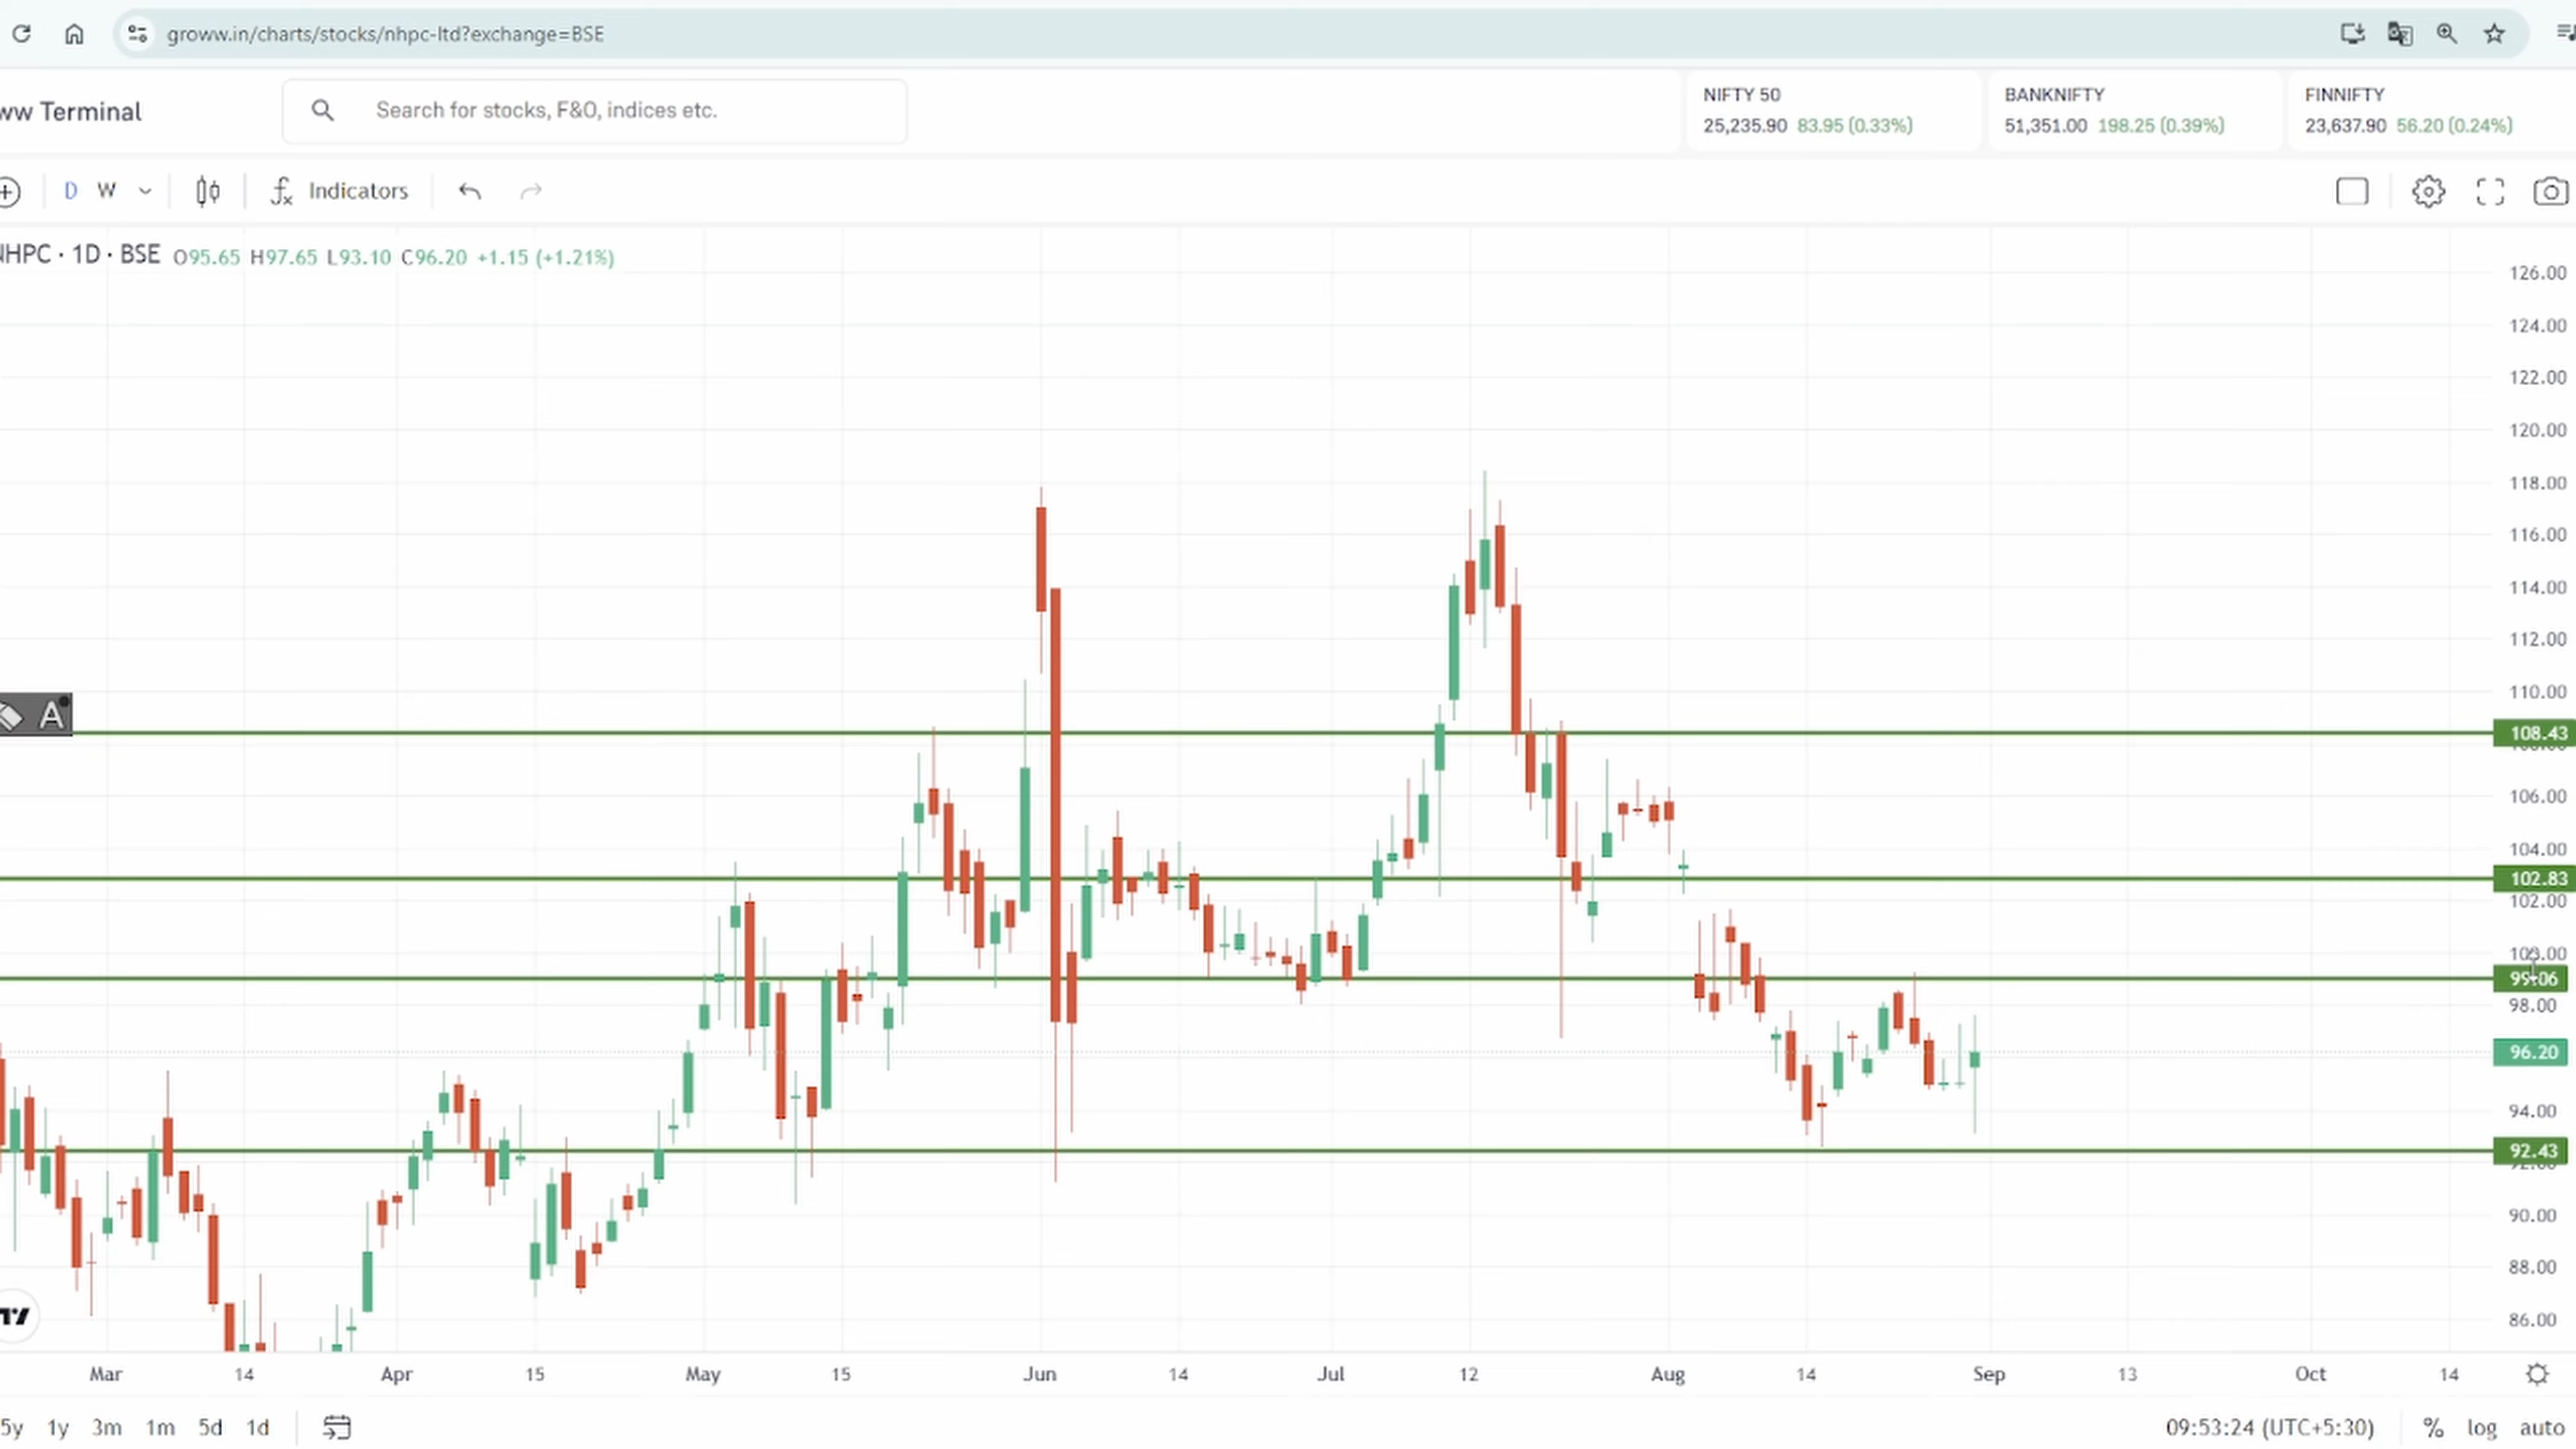 groww.in/charts/stocks/nhpc-ltd?exchange=BSE
ww Terminal
Search for stocks, F&O, indices etc.
NIFTY 50
25,235.90 83.95 (0.33%)
BANKNIFTY
51,351.00 198.25 (0.39%)
FINNIFTY
23,637.90 56.20 (0.24%)
D W
Indicators
NHPC · 1D · BSE O95.65 H97.65 L93.10 C96.20 +1.15 (+1.21%)
126.00
124.00
122.00
120.00
118.00
116.00
114.00
112.00
110.00
A
108.43
106.00
104.00
102.83
102.00
99.06
98.00
96.20
94.00
92.43
90.00
88.00
86.00
Mar 14 Apr 15 May 15 Jun 14 Jul 12 Aug 14 Sep 13 Oct 14
5y 1y 3m 1m 5d 1d
09:53:24 (UTC+5:30) % log auto